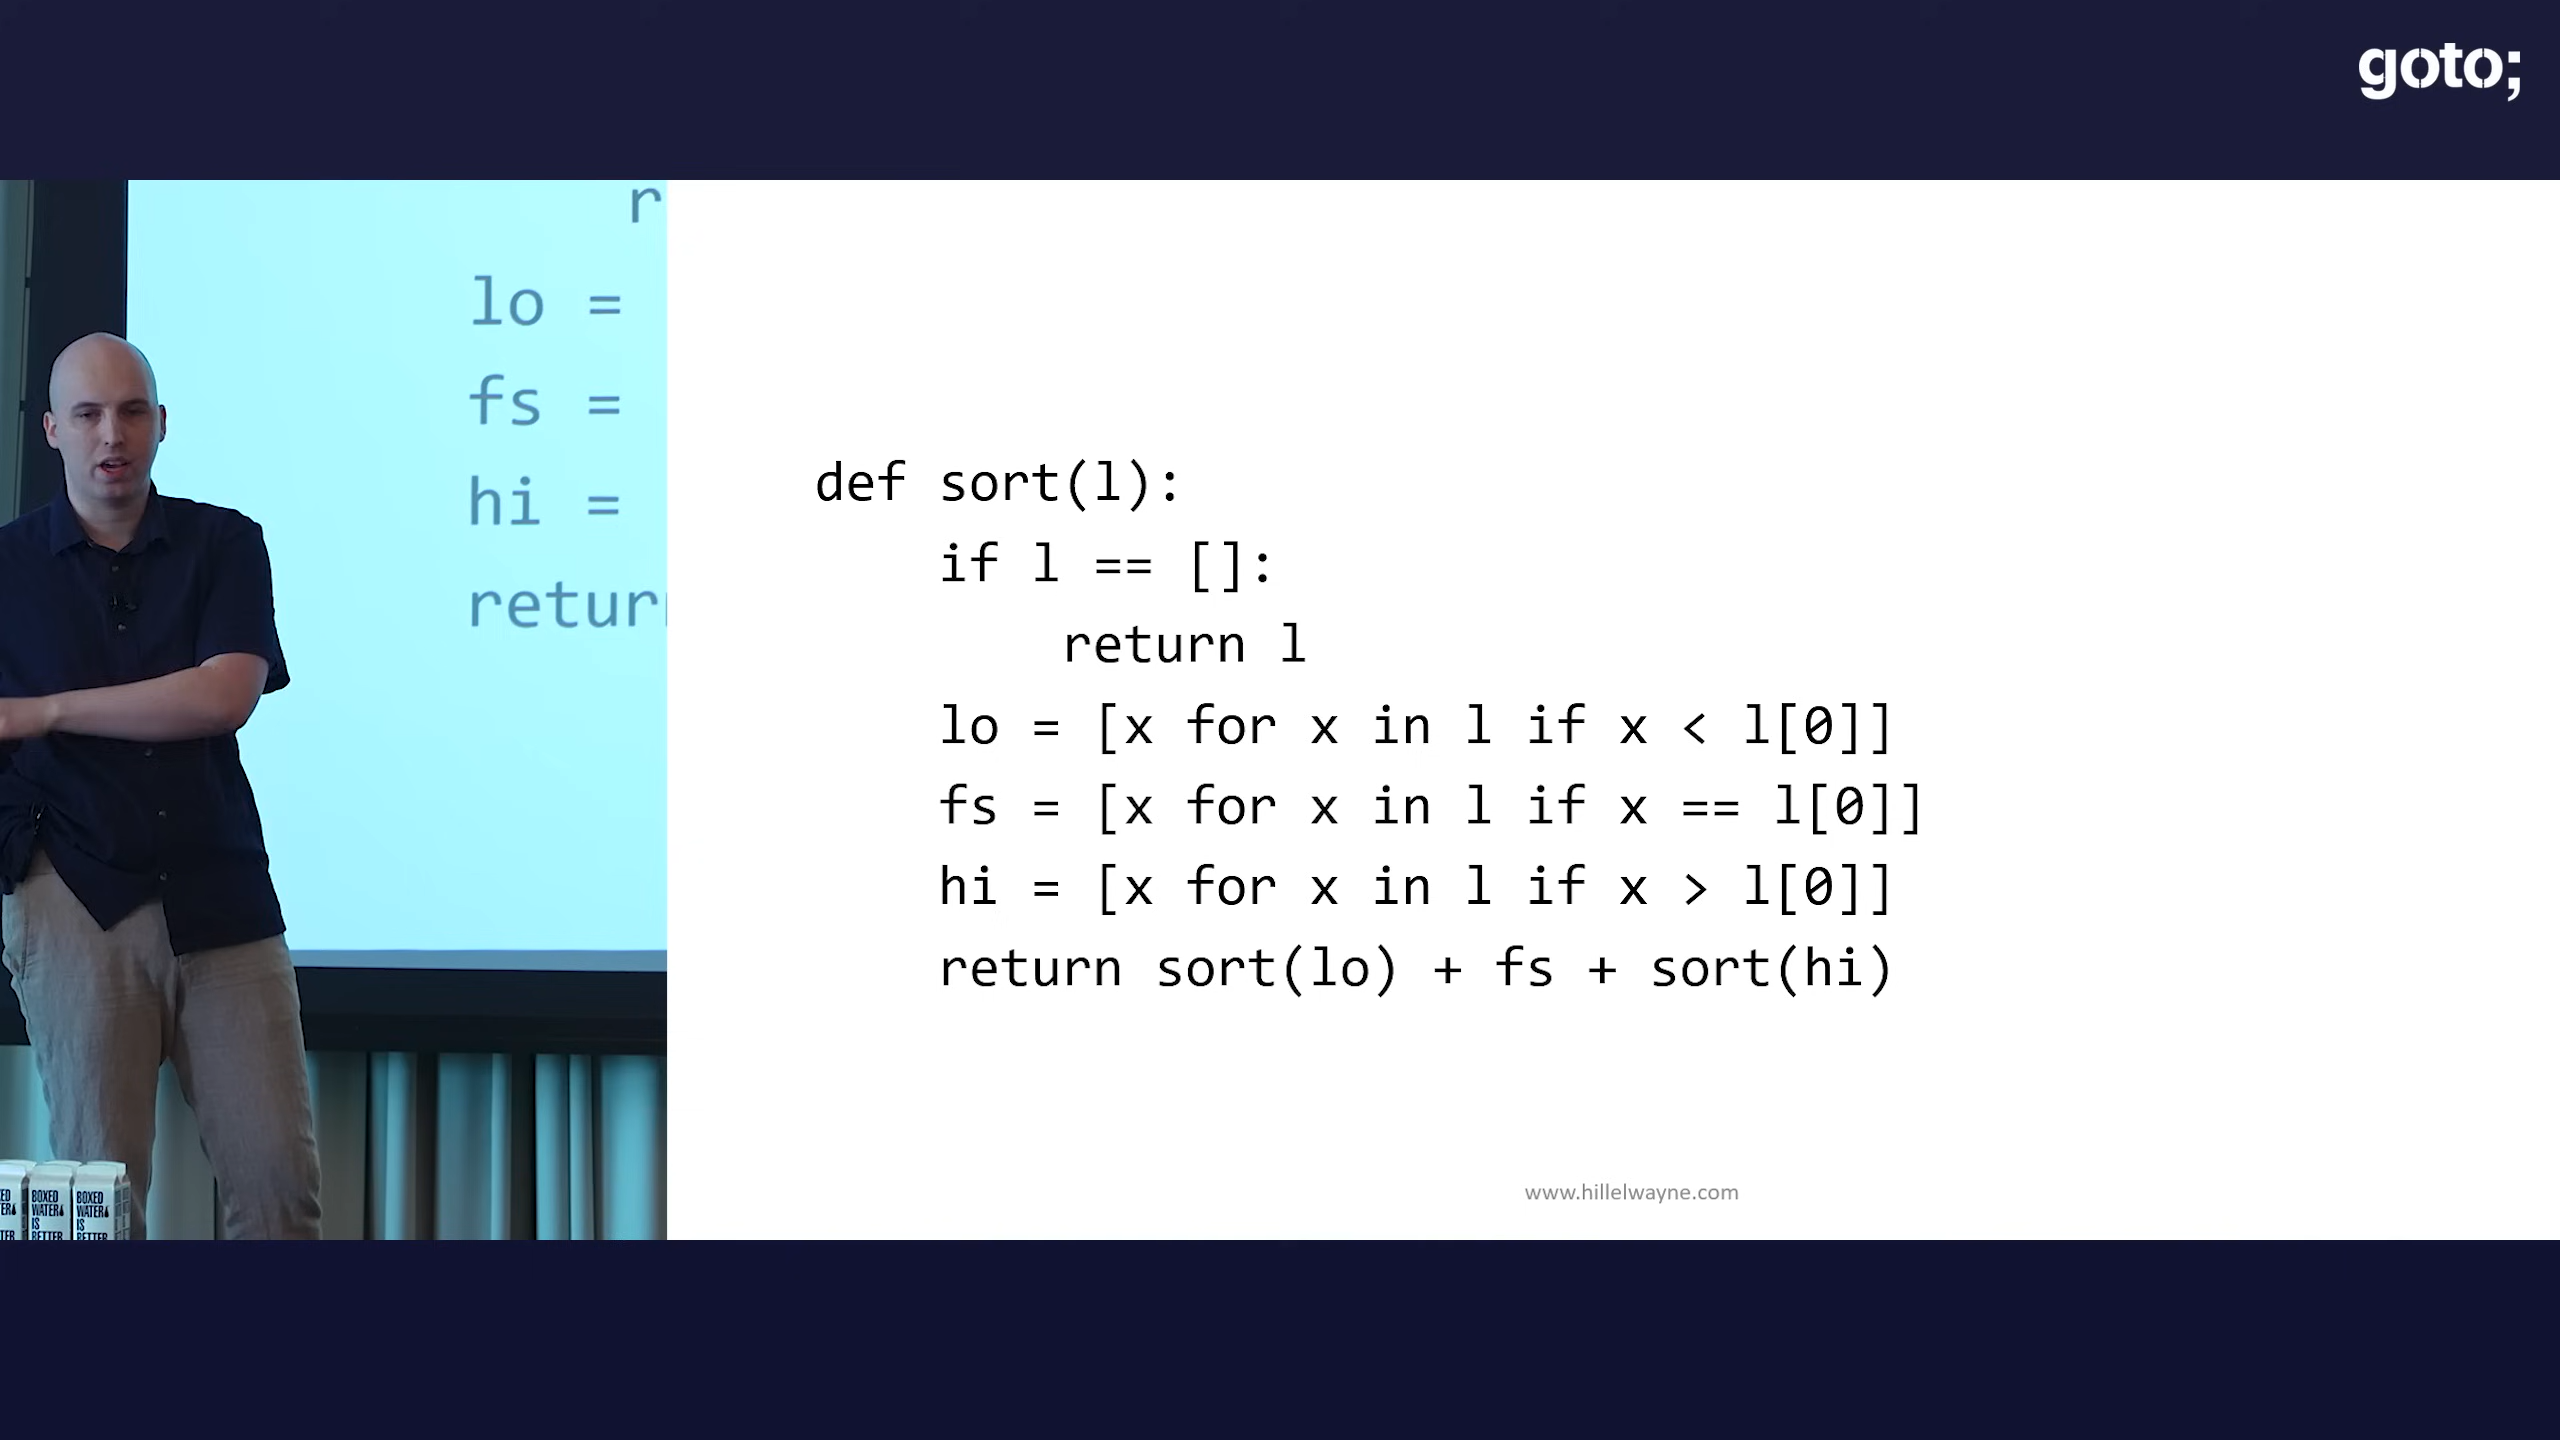 goto;
r
lo =
fs =
hi =
retur
def sort(l):
    if l == []:
        return l
    lo = [x for x in l if x < l[0]]
    fs = [x for x in l if x == l[0]]
    hi = [x for x in l if x > l[0]]
    return sort(lo) + fs + sort(hi)
www.hillelwayne.com
BOXED
WATER
IS
BETTER
BOXED
WATER
IS
BETTER